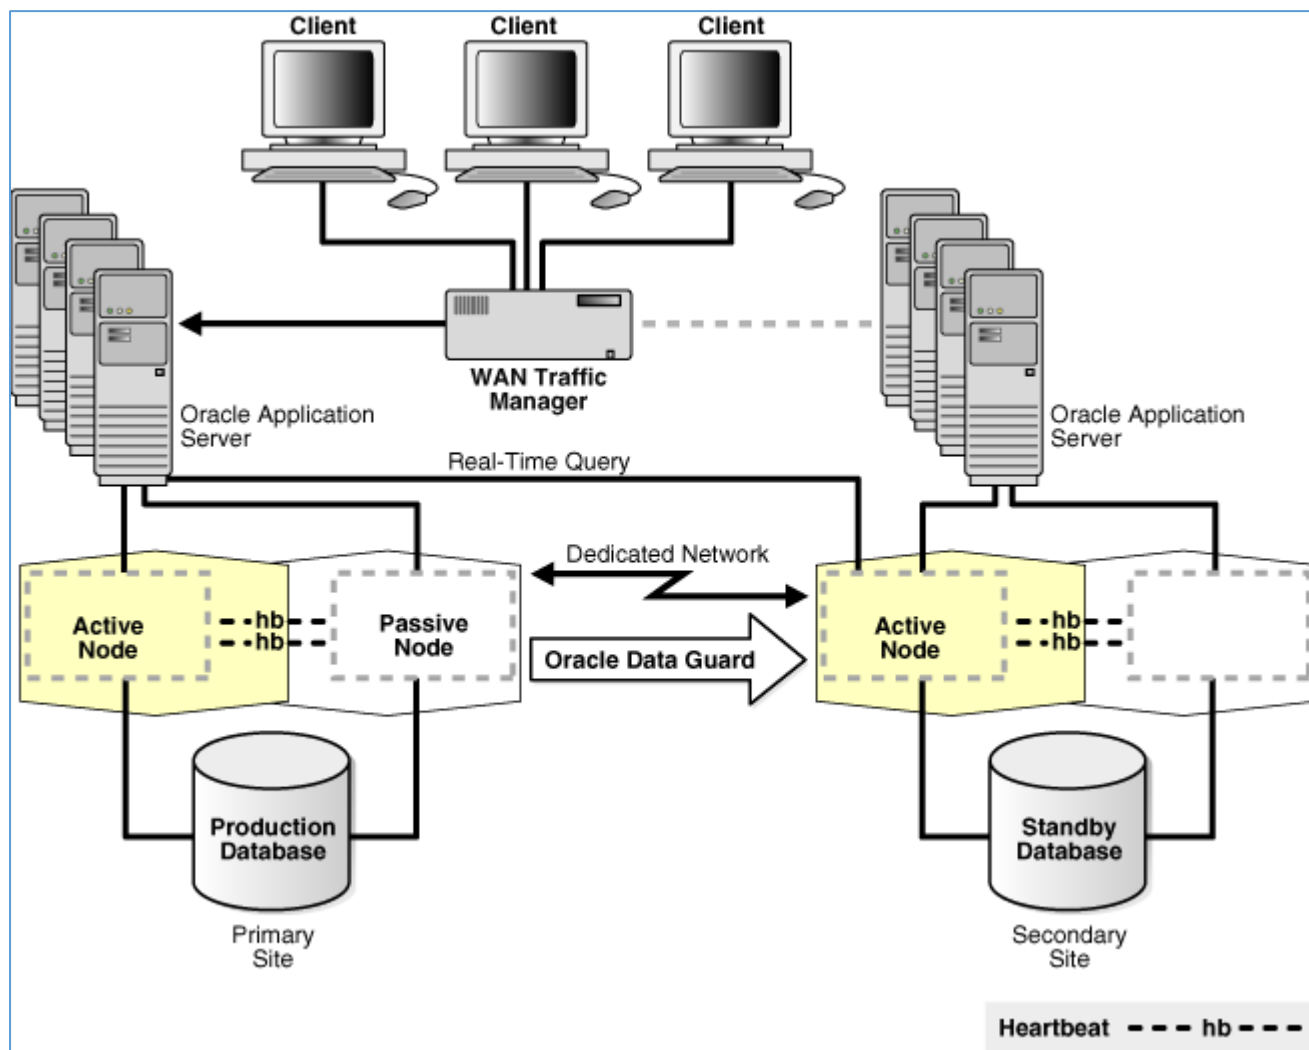 Client
Client
Client
WAN Traffic
Manager
Oracle Application
Server
Oracle Application
Server
Real-Time Query
Dedicated Network
Active
Node
hb
hb
Passive
Node
Oracle Data Guard
Active
Node
hb
hb
Production
Database
Standby
Database
Primary
Site
Secondary
Site
Heartbeat hb